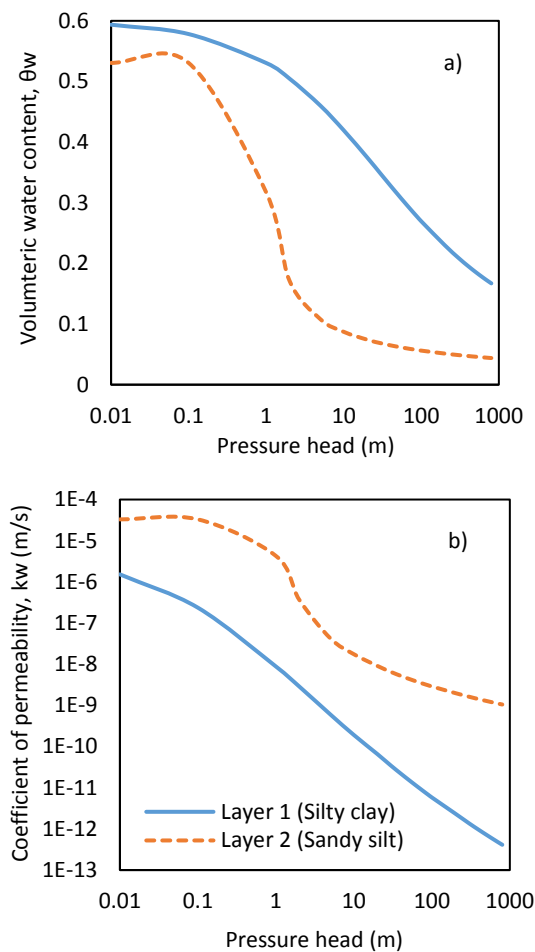 a)
0.6
0.5
0.4
0.3
0.2
0.1
0
Volumteric water content, θw
0.01 0.1 1 10 100 1000
Pressure head (m)
b)
1E-4
1E-5
1E-6
1E-7
1E-8
1E-9
1E-10
1E-11
1E-12
1E-13
Coefficient of permeability, kw (m/s)
Layer 1 (Silty clay)
Layer 2 (Sandy silt)
0.01 0.1 1 10 100 1000
Pressure head (m)